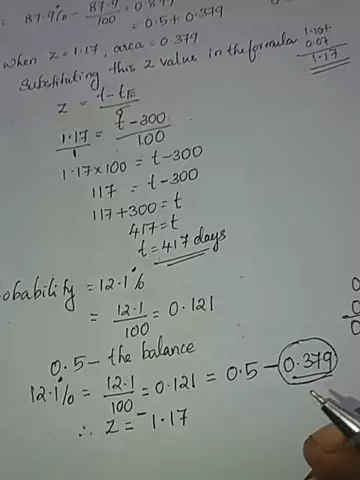 : 87.9% - 87.9/100 = 0.879
= 0.5 + 0.379
When z = 1.17, area = 0.379
Substituting this z value in the formula
1.10+
0.07
1.17
Z = t - tE / σ
1.17/1 = t - 300 / 100
1.17 x 100 = t - 300
117 = t - 300
117 + 300 = t
417 = t
t = 417 days
obability = 12.1%
= 12.1/100 = 0.121
0.5 - the balance
12.1% = 12.1/100 = 0.121 = 0.5 - 0.379
∴ Z = -1.17